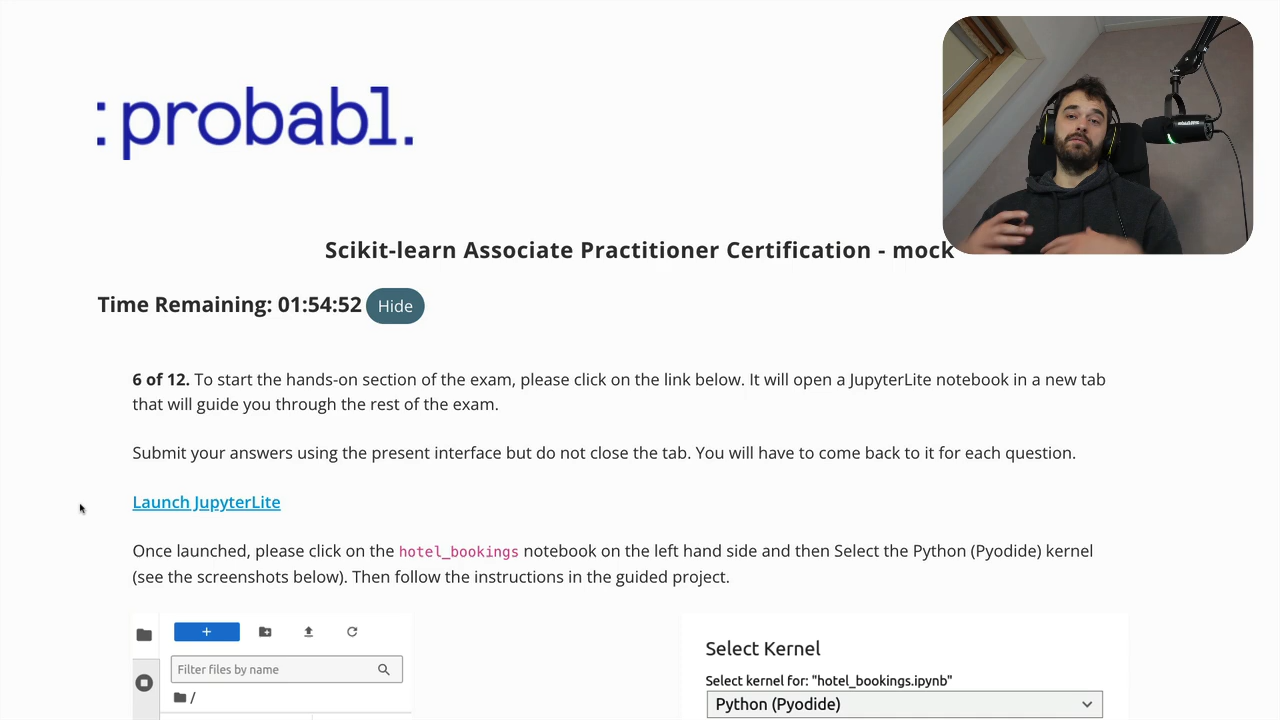 :probabl.
Scikit-learn Associate Practitioner Certification - mock
Time Remaining: 01:54:52 Hide
6 of 12. To start the hands-on section of the exam, please click on the link below. It will open a JupyterLite notebook in a new tab
that will guide you through the rest of the exam.
Submit your answers using the present interface but do not close the tab. You will have to come back to it for each question.
Launch JupyterLite
Once launched, please click on the hotel_bookings notebook on the left hand side and then Select the Python (Pyodide) kernel
(see the screenshots below). Then follow the instructions in the guided project.
+
Filter files by name
/
Select Kernel
Select kernel for: "hotel_bookings.ipynb"
Python (Pyodide)